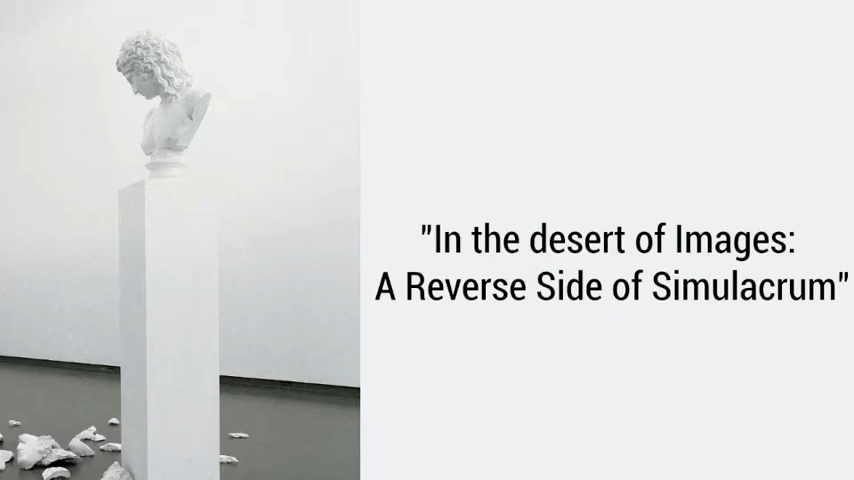 "In the desert of Images:
A Reverse Side of Simulacrum"